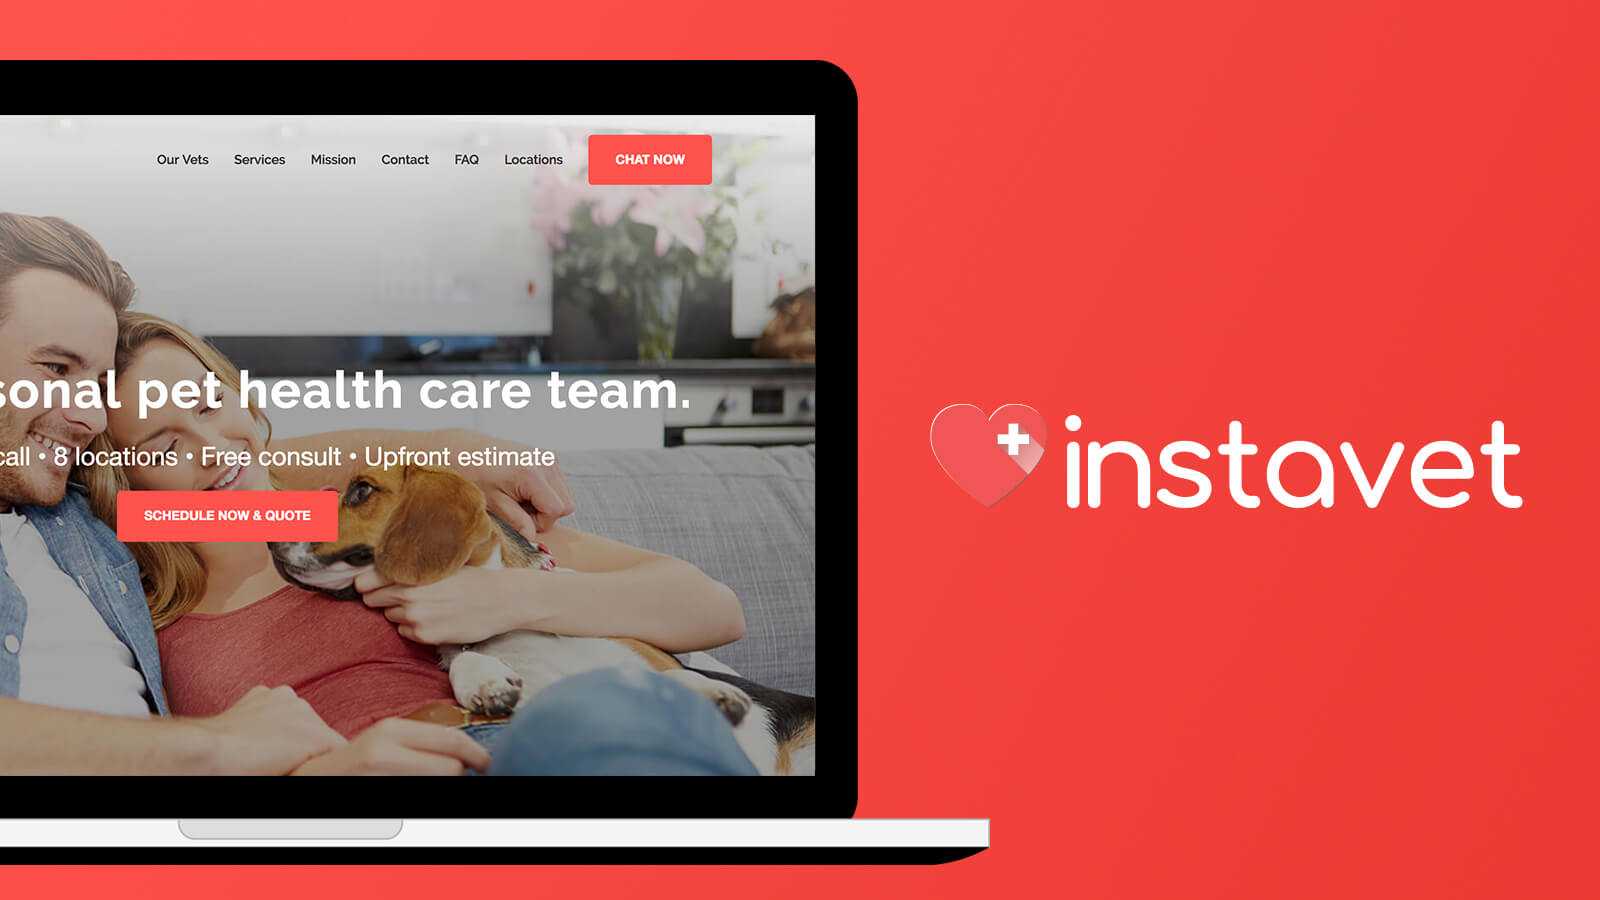 Our Vets Services Mission Contact FAQ Locations CHAT NOW
sonal pet health care team.
call • 8 locations • Free consult • Upfront estimate
SCHEDULE NOW & QUOTE
instavet